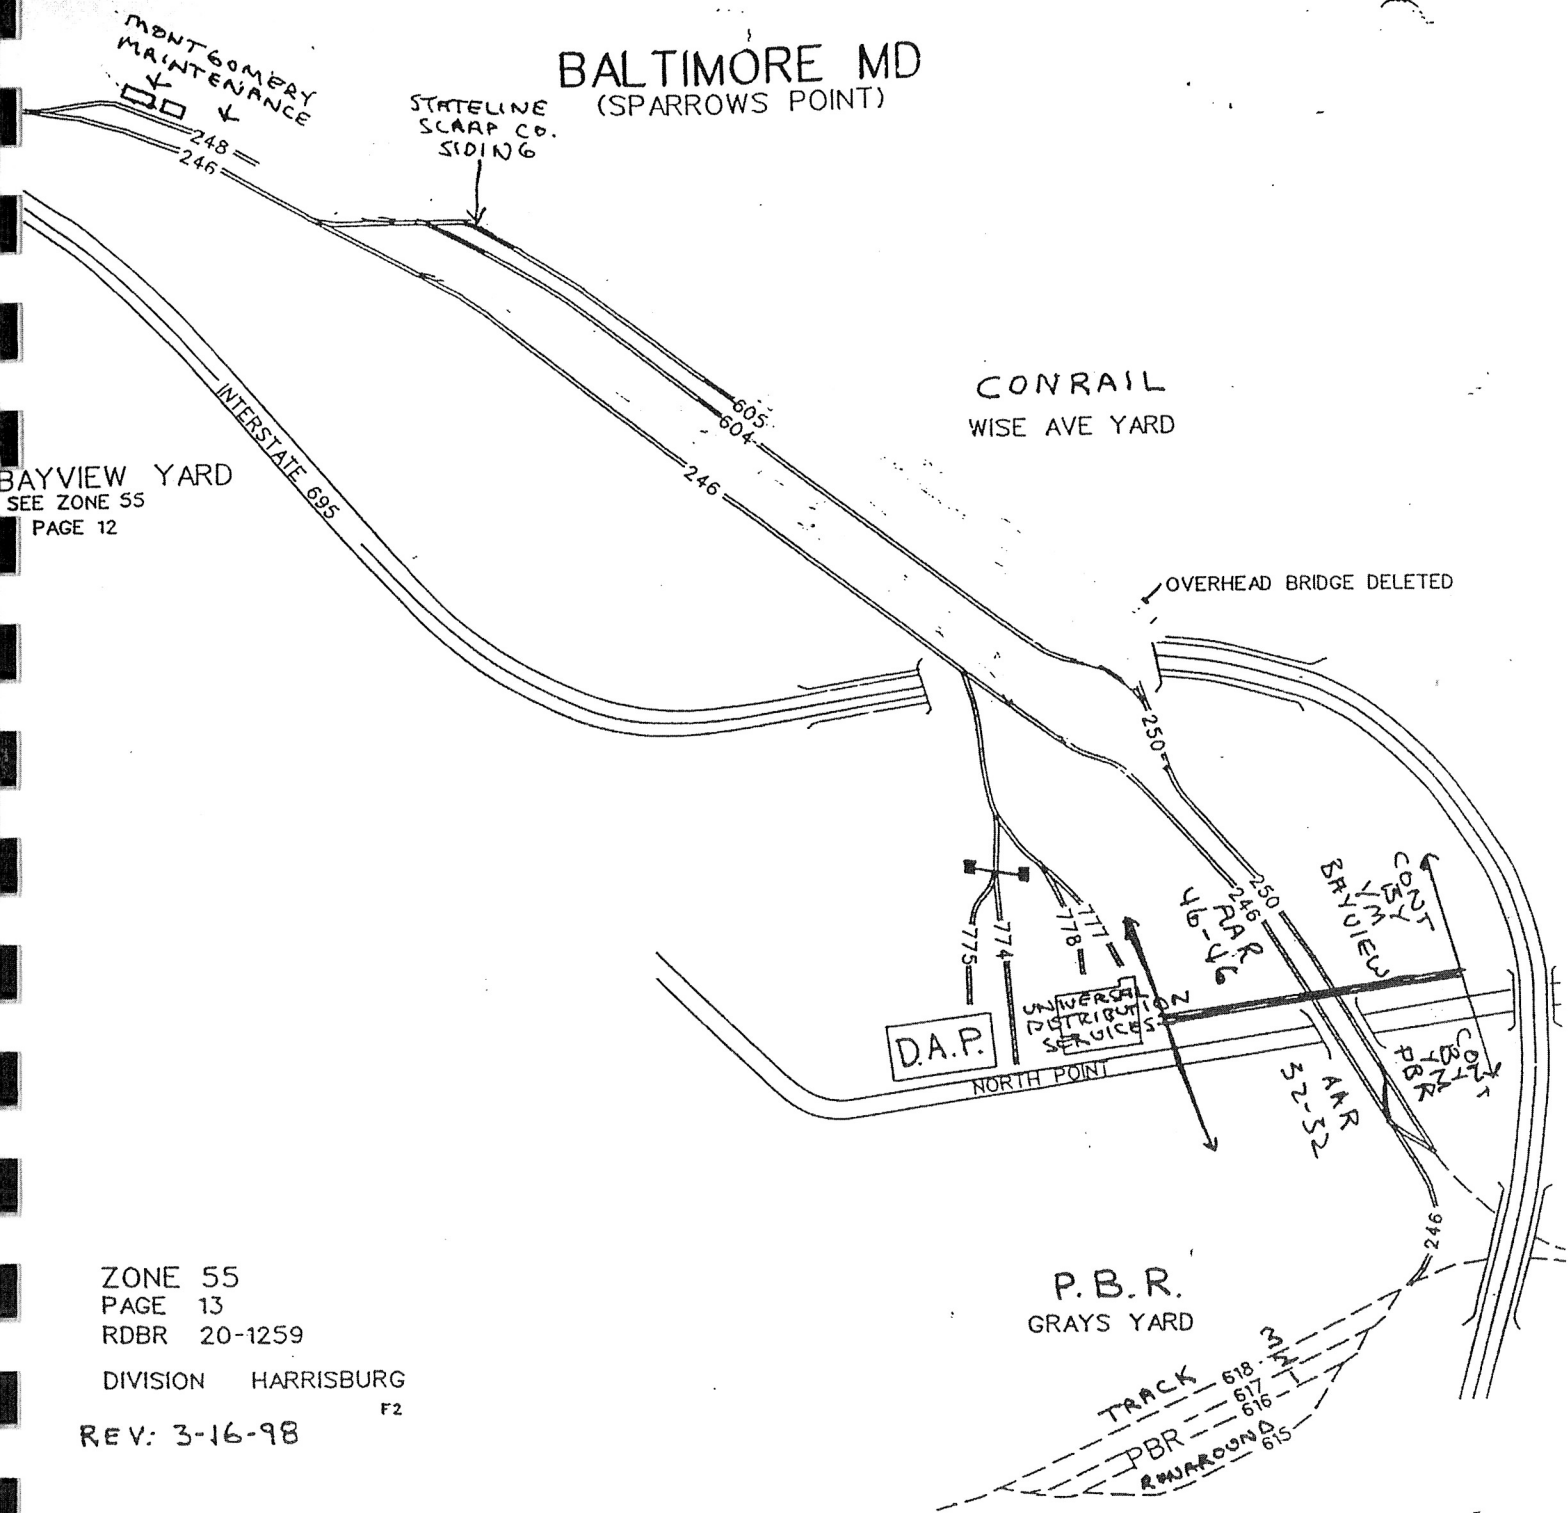 MONTGOMERY
MAINTENANCE
BALTIMORE MD
(SPARROWS POINT)
STATELINE
SCARP CO.
SIDING
248
246
CONRAIL
WISE AVE YARD
605
604
246
INTERSTATE 695
BAYVIEW YARD
SEE ZONE 55
PAGE 12
OVERHEAD BRIDGE DELETED
250
250
246
AAR
46-46
CONT
BY
YM
BAYVIEW
775
774
778
777
UNIVERSAL
DISTRIBUTION
SERVICES
D.A.P.
NORTH POINT
CONT
BY
YM
PBR
AAR
32-32
246
P.B.R.
GRAYS YARD
ZONE 55
PAGE 13
RDBR 20-1259
DIVISION HARRISBURG
F2
REV: 3-16-98
TRACK 618 3
617
616 1
PBR
RUNAROUND 615